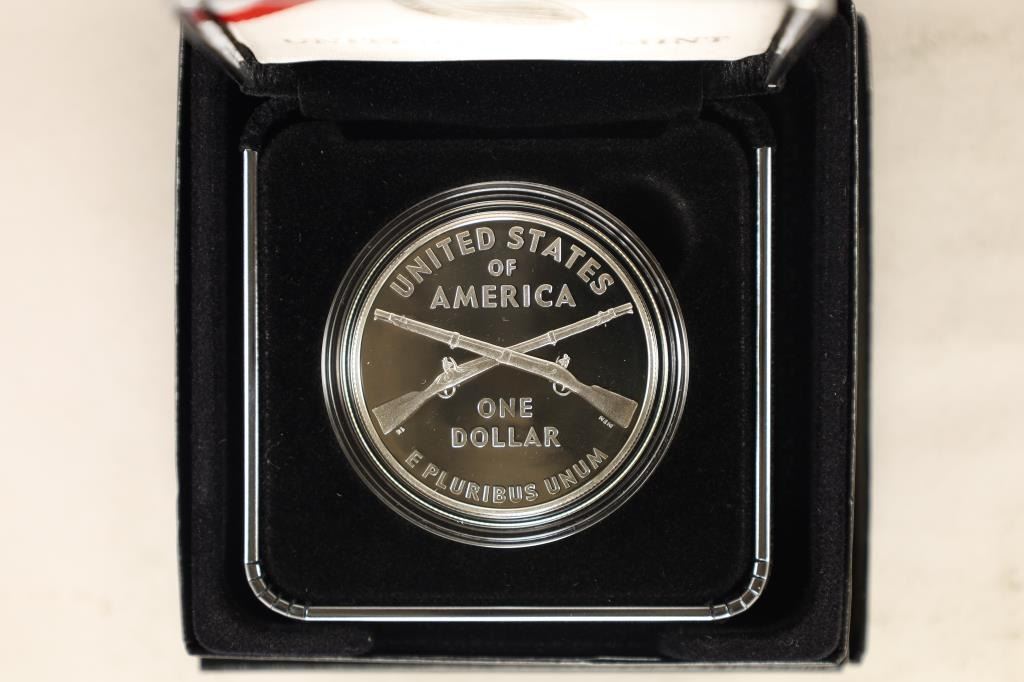 UNITED STATES
OF
AMERICA
ONE
DOLLAR
E PLURIBUS UNUM